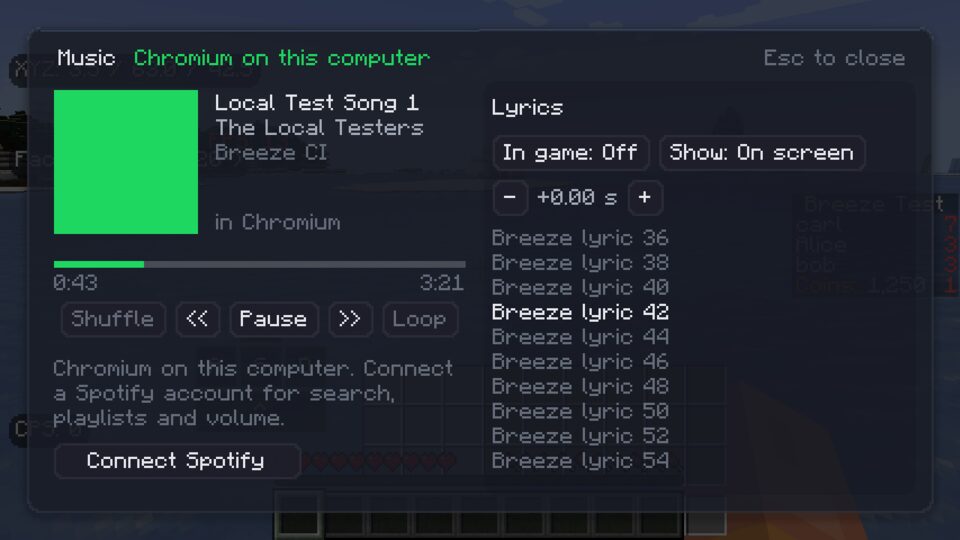 Music Chromium on this computer
Esc to close
Local Test Song 1
The Local Testers
Breeze CI
in Chromium
0:43
3:21
Shuffle << Pause >> Loop
Chromium on this computer. Connect
a Spotify account for search,
playlists and volume.
Connect Spotify
Lyrics
In game: Off Show: On screen
- +0.00 s +
Breeze lyric 36
Breeze lyric 38
Breeze lyric 40
Breeze lyric 42
Breeze lyric 44
Breeze lyric 46
Breeze lyric 48
Breeze lyric 50
Breeze lyric 52
Breeze lyric 54
Breeze Test
carl
Alice
bob
Coins: 1,250 1